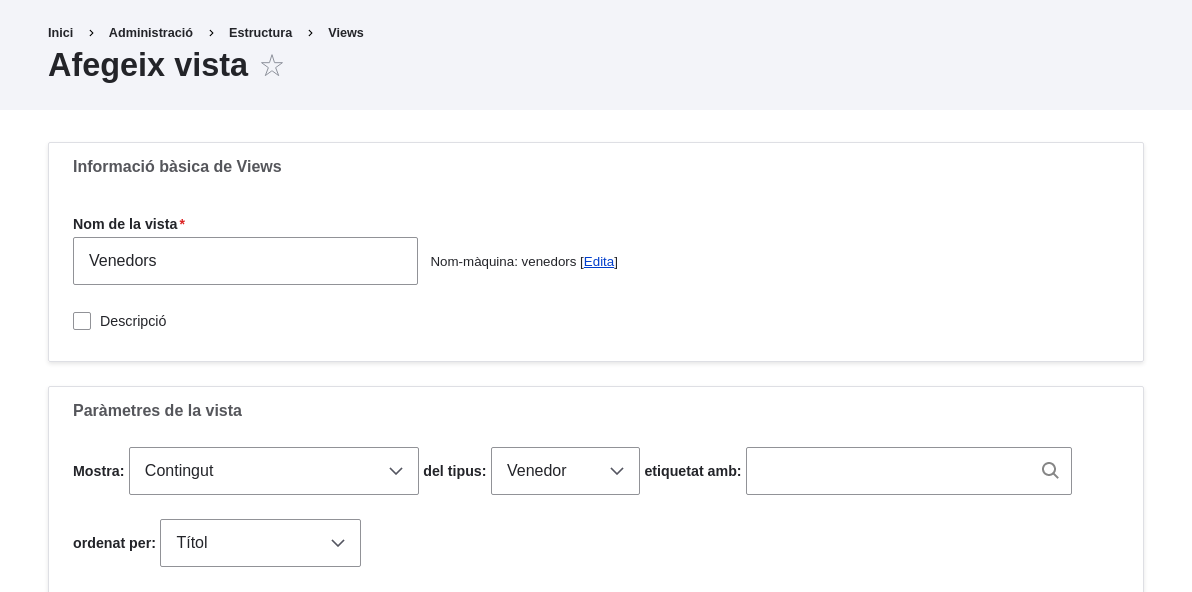 Inici › Administració › Estructura › Views
Afegeix vista
Informació bàsica de Views
Nom de la vista*
Venedors Nom-màquina: venedors [Edita]
Descripció
Paràmetres de la vista
Mostra: Contingut del tipus: Venedor etiquetat amb:
ordenat per: Títol